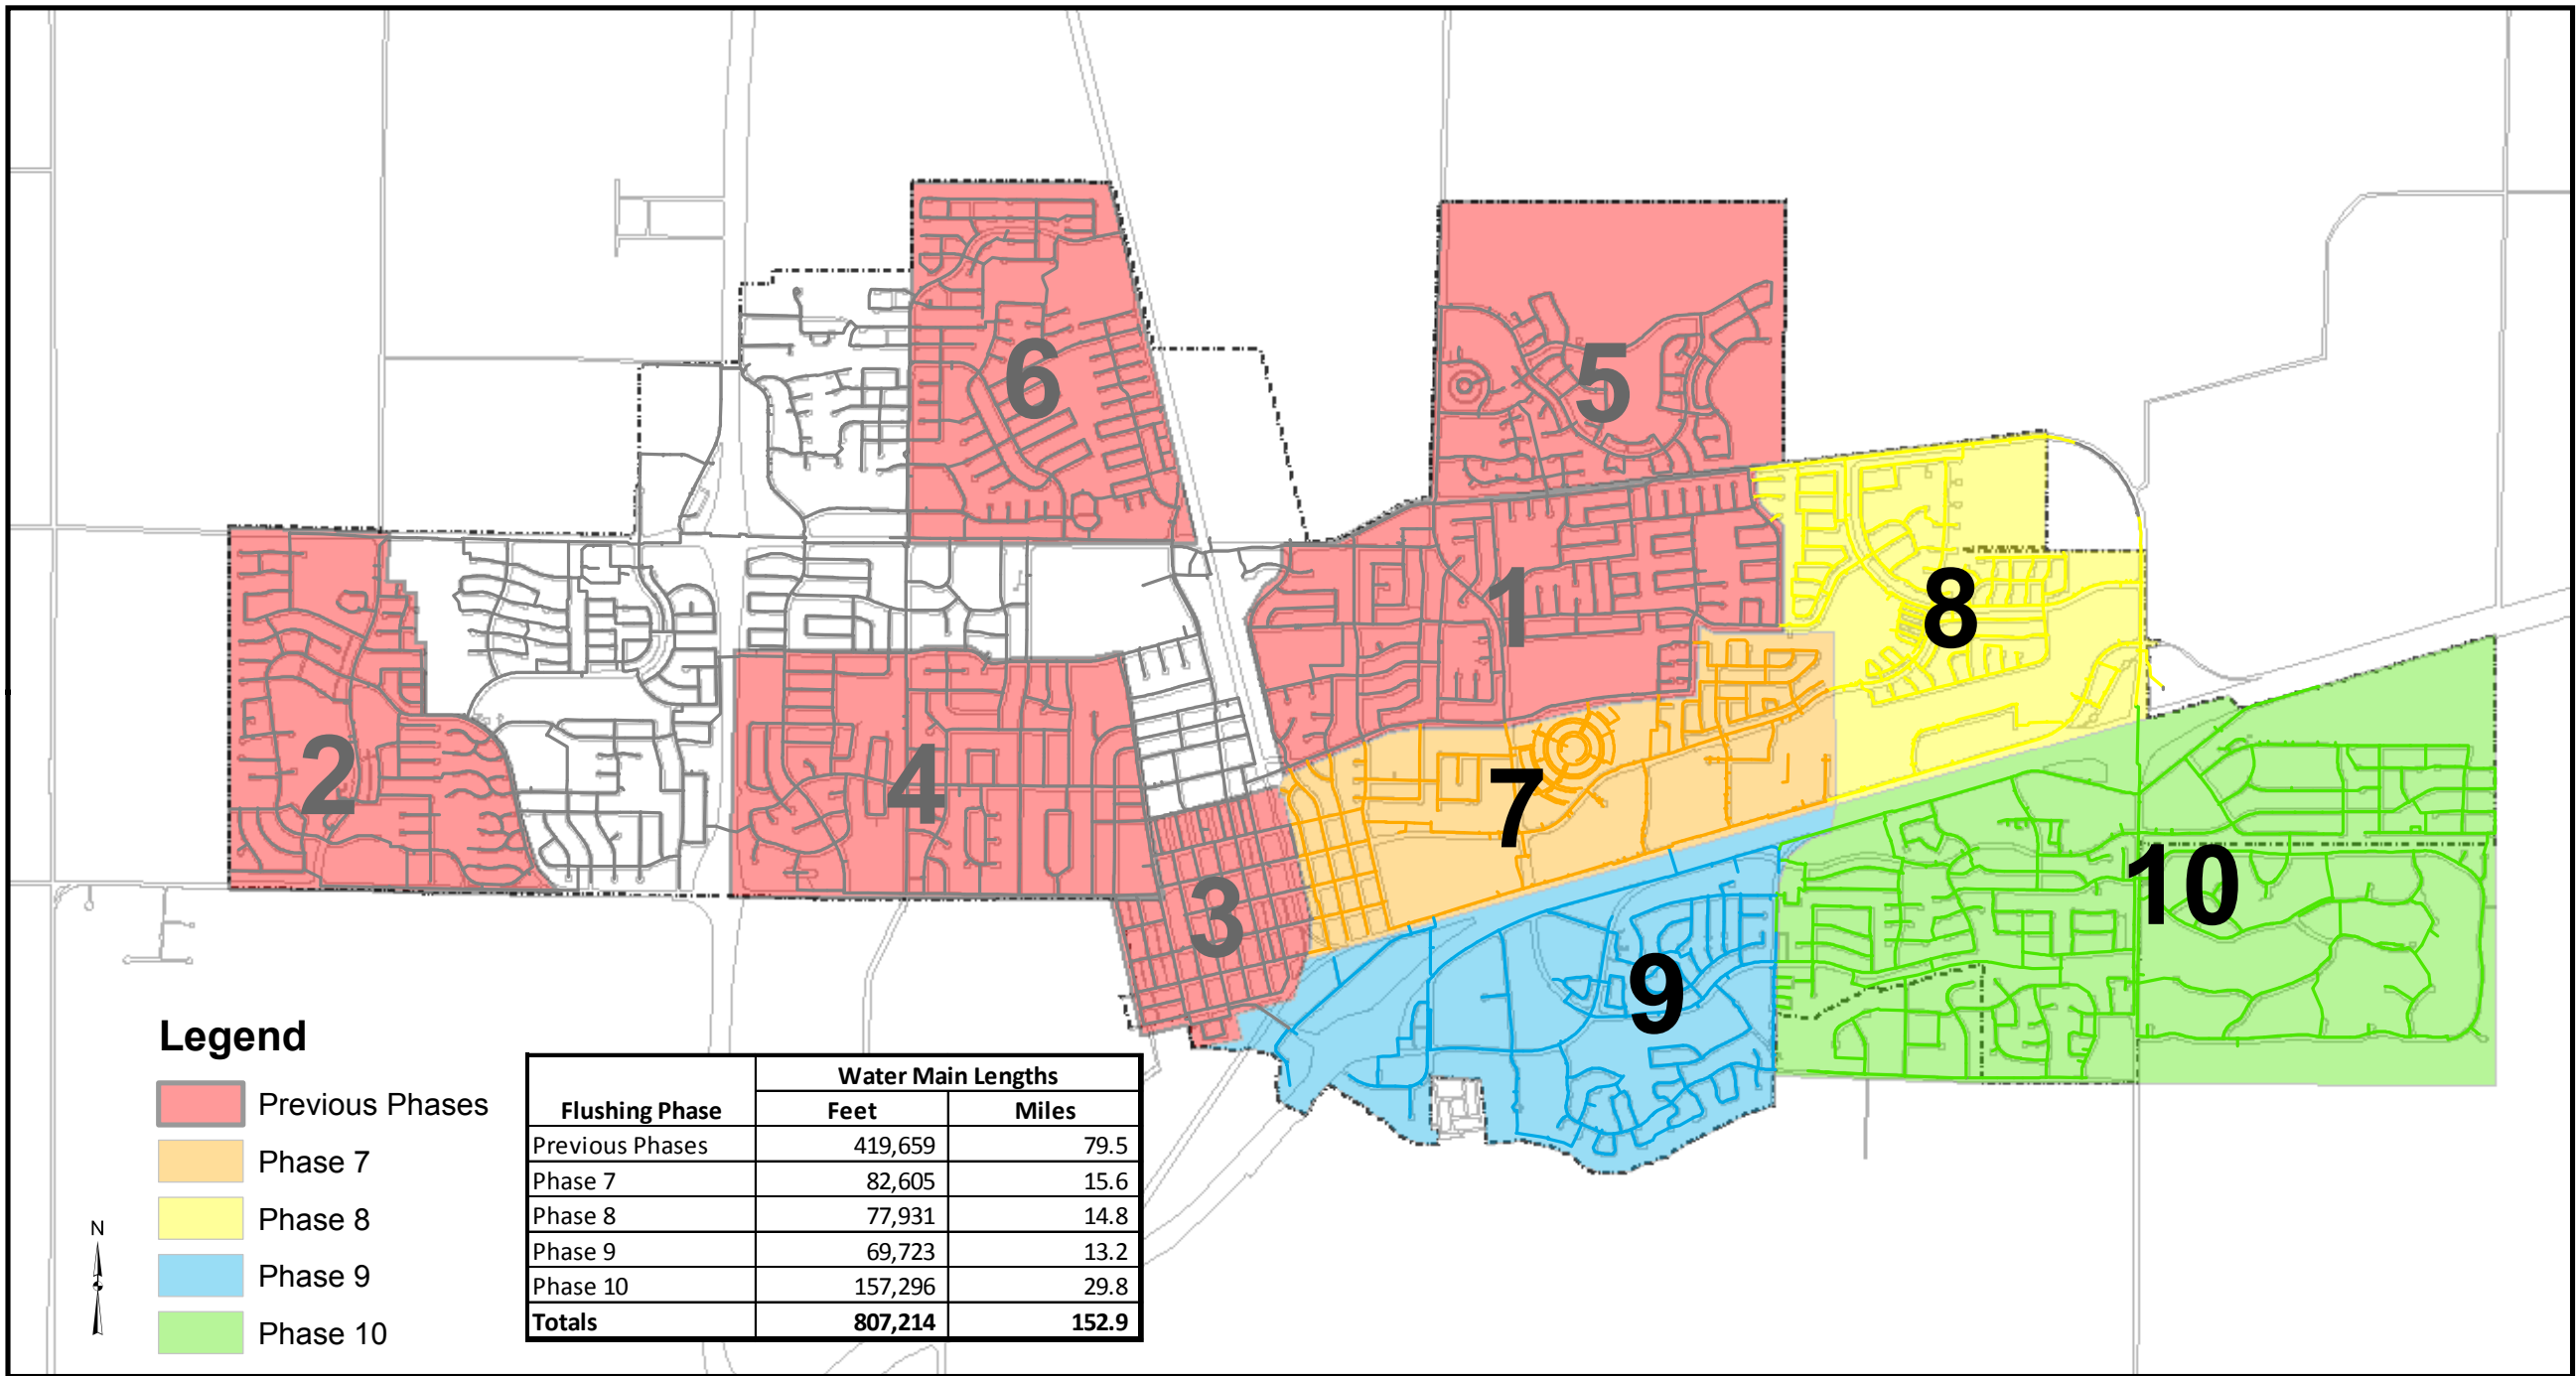 6
5
1
8
2
4
7
3
10
9
Legend
Previous Phases
Phase 7
Phase 8
Phase 9
Phase 10
N
Flushing Phase Water Main Lengths
Feet Miles
Previous Phases 419,659 79.5
Phase 7 82,605 15.6
Phase 8 77,931 14.8
Phase 9 69,723 13.2
Phase 10 157,296 29.8
Totals 807,214 152.9